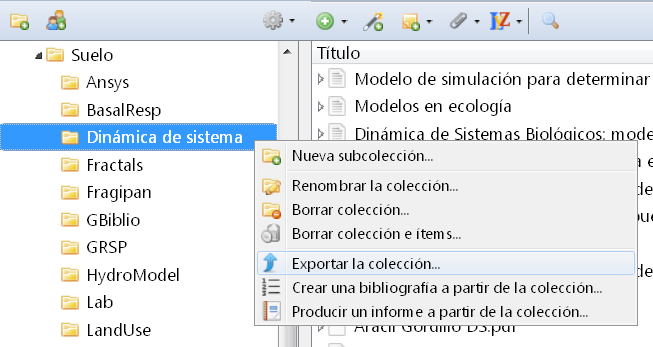 Suelo
Ansys
BasalResp
Dinámica de sistema
Fractals
Fragipan
GBiblio
GRSP
HydroModel
Lab
LandUse
Título
Modelo de simulación para determinar
Modelos en ecología
Dinámica de Sistemas Biológicos: mode
Nueva subcolección...
Renombrar la colección...
Borrar colección...
Borrar colección e ítems...
Exportar la colección...
Crear una bibliografía a partir de la colección...
Producir un informe a partir de la colección...
Aracil Gordillo DS.pdf